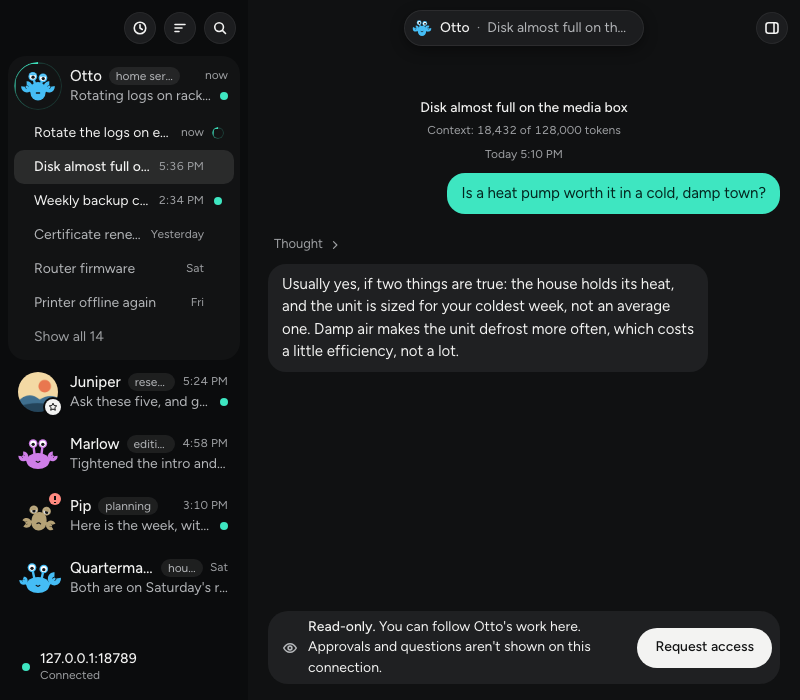 Otto · Disk almost full on th...
Otto home ser... now
Rotating logs on rack...
Rotate the logs on e... now
Disk almost full o... 5:36 PM
Weekly backup c... 2:34 PM
Certificate rene... Yesterday
Router firmware Sat
Printer offline again Fri
Show all 14
Juniper rese... 5:24 PM
Ask these five, and g...
Marlow editi... 4:58 PM
Tightened the intro and...
Pip planning 3:10 PM
Here is the week, wit...
Quarterma... hou... Sat
Both are on Saturday's r...
127.0.0.1:18789
Connected
Disk almost full on the media box
Context: 18,432 of 128,000 tokens
Today 5:10 PM
Is a heat pump worth it in a cold, damp town?
Thought
Usually yes, if two things are true: the house holds its heat,
and the unit is sized for your coldest week, not an average
one. Damp air makes the unit defrost more often, which costs
a little efficiency, not a lot.
Read-only. You can follow Otto's work here.
Approvals and questions aren't shown on this
connection.
Request access